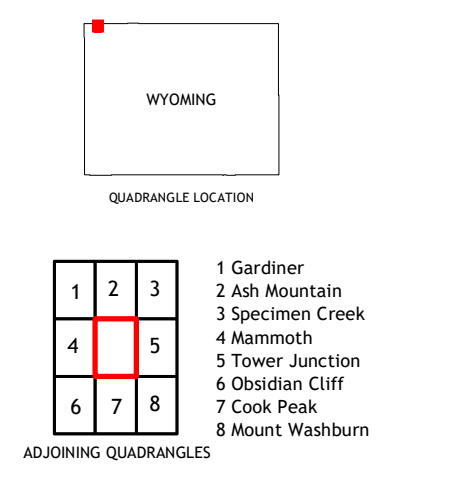 WYOMING
QUADRANGLE LOCATION
1 2 3
4 5
6 7 8
ADJOINING QUADRANGLES
1 Gardiner
2 Ash Mountain
3 Specimen Creek
4 Mammoth
5 Tower Junction
6 Obsidian Cliff
7 Cook Peak
8 Mount Washburn